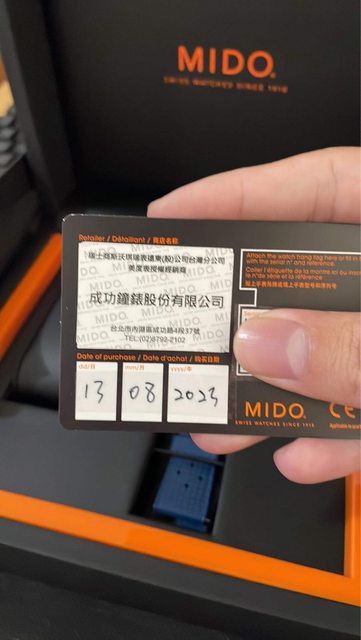 MIDO
SWISS WATCHES SINCE 1918
Retailer / Détaillant / 商店名称
瑞士商斯沃琪瑞表遠東(股)公司台灣分公司
美度表授權經銷商
成功鐘錶股份有限公司
台北市內湖區成功路4段37號
TEL:(02)8792-2102
Attach the watch hang tag here or fill in
with the serial n° and reference.
Coller l'étiquette de la montre ici ou
le n°de série et la référence.
Date of purchase / Date d'achat / 购买日期
dd/日
mm/月
yyyy/年
13
08
2023
MIDO
SWISS WATCHES SINCE 1918
CE